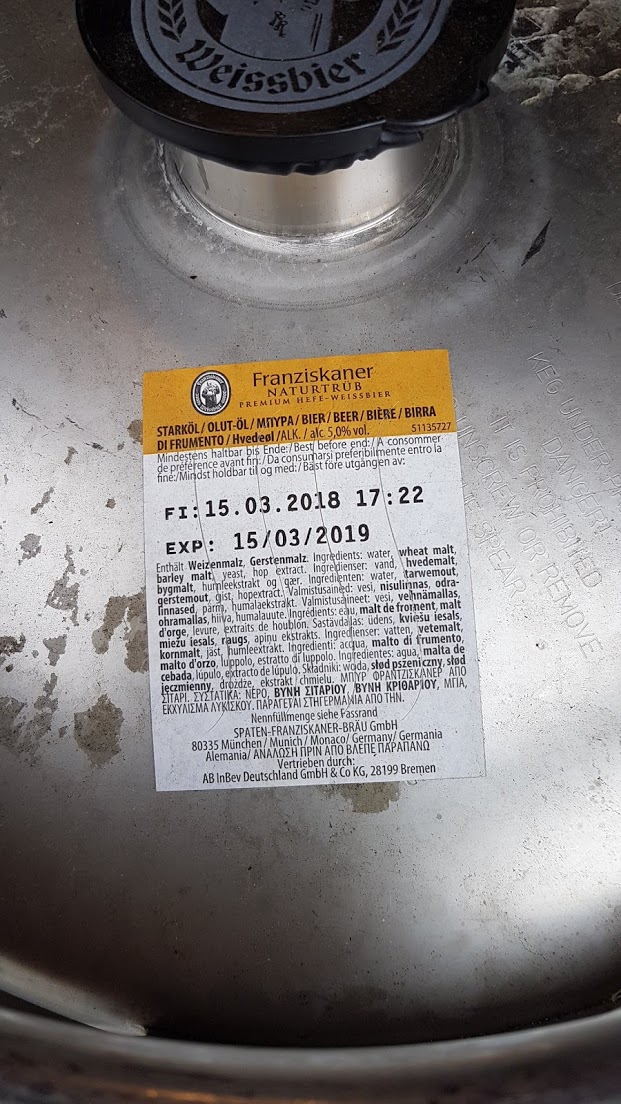 Weissbier
Franziskaner
NATURTRÜB
PREMIUM HEFE-WEISSBIER
STARKÖL / OLUT-ÖL / ΜΠΥΡΑ / BIER / BEER / BIÈRE / BIRRA
DI FRUMENTO / Hvedeøl /ALK. / alc. 5,0% vol.
51135727
Mindestens haltbar bis Ende:/Best before end:/ A consommer
de préférence avant fin:/ Da consumarsi preferibilmente entro la
fine:/Mindst holdbar til og med:/ Bäst före utgången av:
FI: 15.03.2018 17:22
EXP: 15/03/2019
Enthält Weizenmalz, Gerstenmalz. Ingredients: water, wheat malt,
barley malt, yeast, hop extract. Ingredienser: vand, hvedemalt,
bygmalt, humleekstrakt og gær. Ingrediënten: water, tarwemout,
gerstemout, gist, hopextract. Valmistusained: vesi, nisulinnas, odra-
linnased, pärm, humalaekstrakt. Valmistusaineet: vesi, vehnämallas,
ohramallas, hiiva, humalauute. Ingrédients: eau, malt de froment, malt
d'orge, levure, extraits de houblon. Sastāvdaļas: ūdens, kviešu iesals,
miežu iesals, raugs, apiņu ekstrakts. Ingredienser: vatten, vetemalt,
kornmalt, jäst, humleextrakt. Ingredienti: acqua, malto di frumento,
malto d'orzo, luppolo, estratto di luppolo. Ingredientes: agua, malta de
cebada, lúpulo, extracto de lúpulo. Składniki: woda, słod pszeniczny, słod
jęczmienny, drożdże, ekstrakt chmielu. ΜΠΥΡ ΦΡΑΝΤΖΙΣΚΑΝΕΡ ΑΠΟ
ΣΙΤΑΡΙ. ΣΥΣΤΑΤΙΚΑ: ΝΕΡΟ, ΒΥΝΗ ΣΙΤΑΡΙΟΥ, ΒΥΝΗ ΚΡΙΘΑΡΙΟΥ, ΜΠΑ,
ΕΚΧΥΛΙΣΜΑ ΛΥΚΙΣΚΟΥ. ΠΑΡΑΓΕΤΑΙ ΣΤΗ ΓΕΡΜΑΝΙΑ ΑΠΟ ΤΗΝ.
Nennfüllmenge siehe Fassrand
SPATEN-FRANZISKANER-BRÄU GmbH
80335 München / Munich / Monaco/ Germany/ Germania
Alemania/ ΑΝΑΛΩΣΗ ΠΡΙΝ ΑΠΟ ΒΛΕΠΕ ΠΑΡΑΠΑΝΩ
Vertrieben durch:
AB InBev Deutschland GmbH & Co KG, 28199 Bremen
KEG UNDER
DANGER!
IT IS PROHIBITED
UNSCREW OR REMOVE
SPEAR